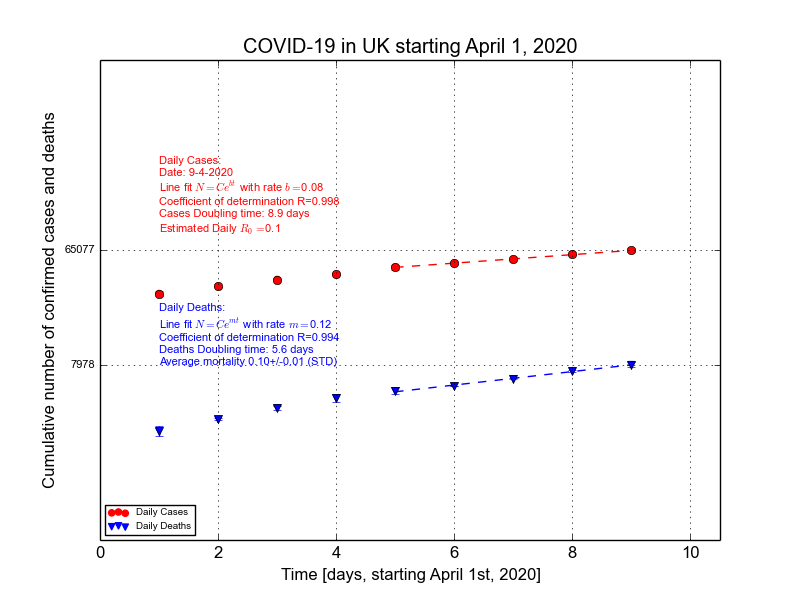 COVID-19 in UK starting April 1, 2020
Cumulative number of confirmed cases and deaths
Daily Cases:
Date: 9-4-2020
Line fit N = Ce^{bt} with rate b =0.08
Coefficient of determination R=0.998
Cases Doubling time: 8.9 days
Estimated Daily R_0 =0.1
65077
Daily Deaths:
Line fit N = Ce^{mt} with rate m =0.12
Coefficient of determination R=0.994
Deaths Doubling time: 5.6 days
Average mortality 0.10+/-0.01 (STD)
7978
Daily Cases
Daily Deaths
0 2 4 6 8 10
Time [days, starting April 1st, 2020]